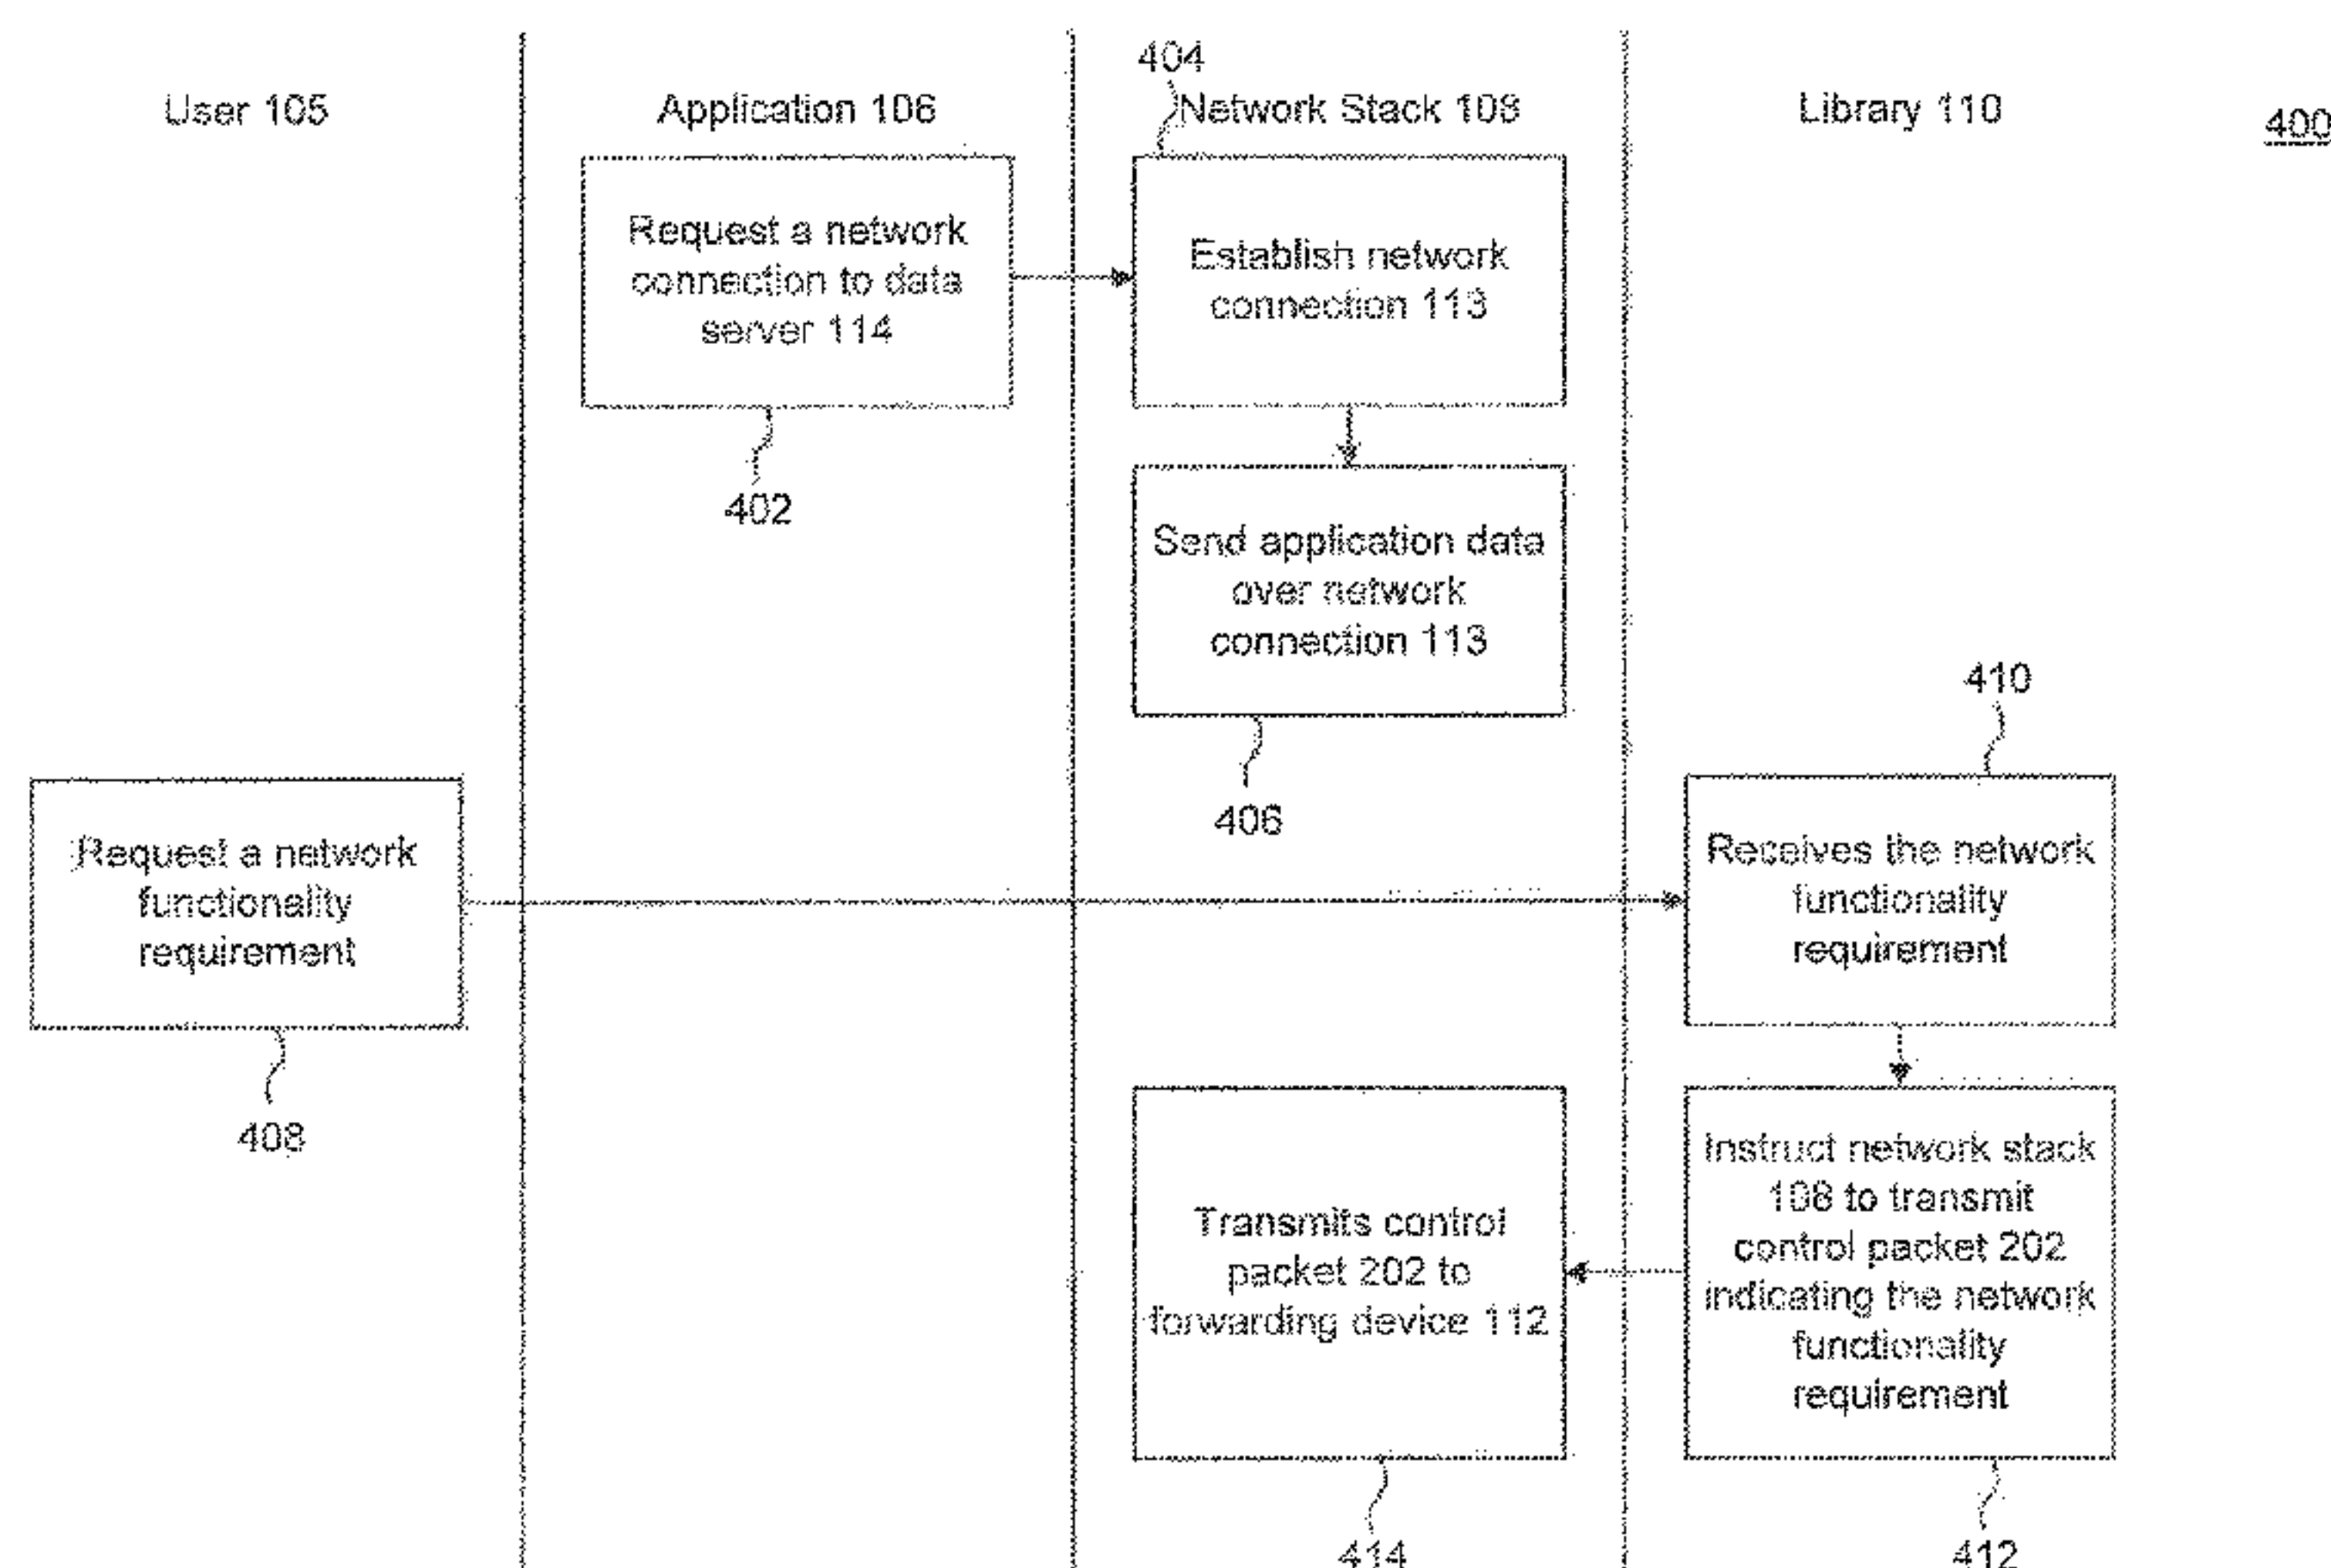 404
User 105
Application 106
Network Stack 108
Library 110
400
Request a network
connection to data
server 114
Establish network
connection 113
402
Send application data
over network
connection 113
406
410
Request a network
functionality
requirement
Receives the network
functionality
requirement
408
Transmits control
packet 202 to
forwarding device 112
Instruct network stack
108 to transmit
control packet 202
indicating the network
functionality
requirement
414
412